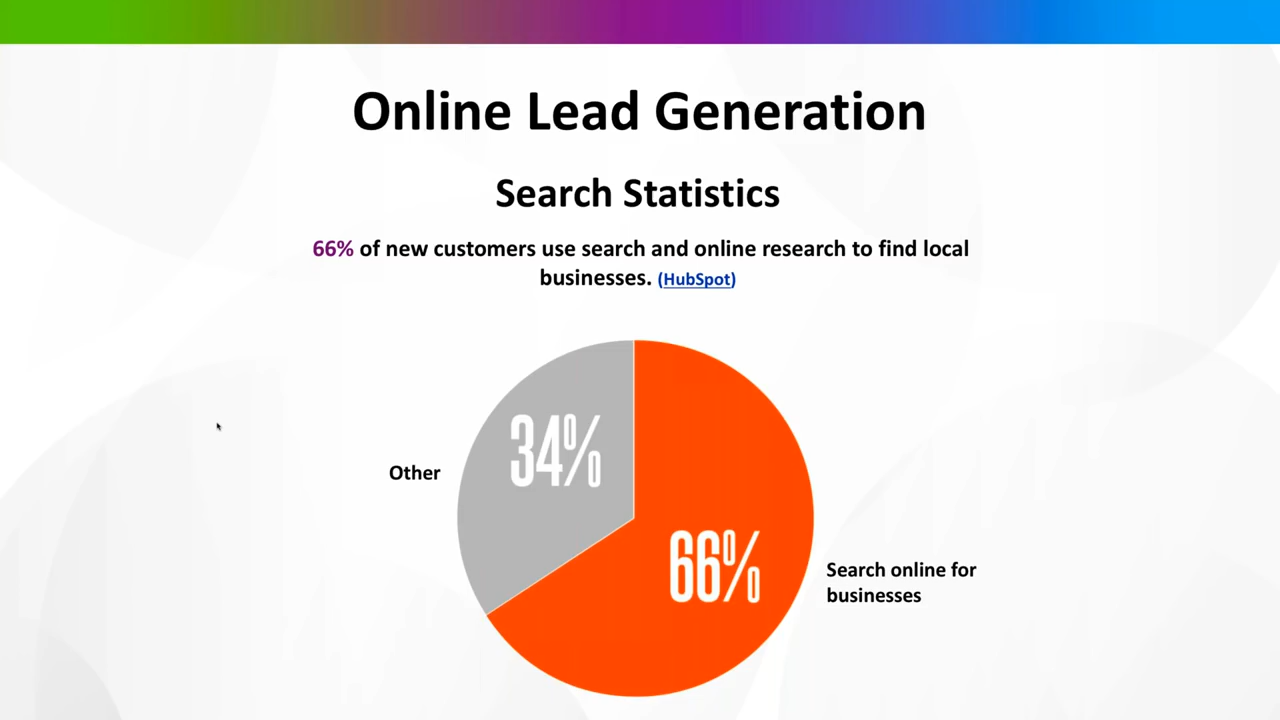 Online Lead Generation
Search Statistics
66% of new customers use search and online research to find local
businesses. (HubSpot)
34%
Other
66%
Search online for
businesses